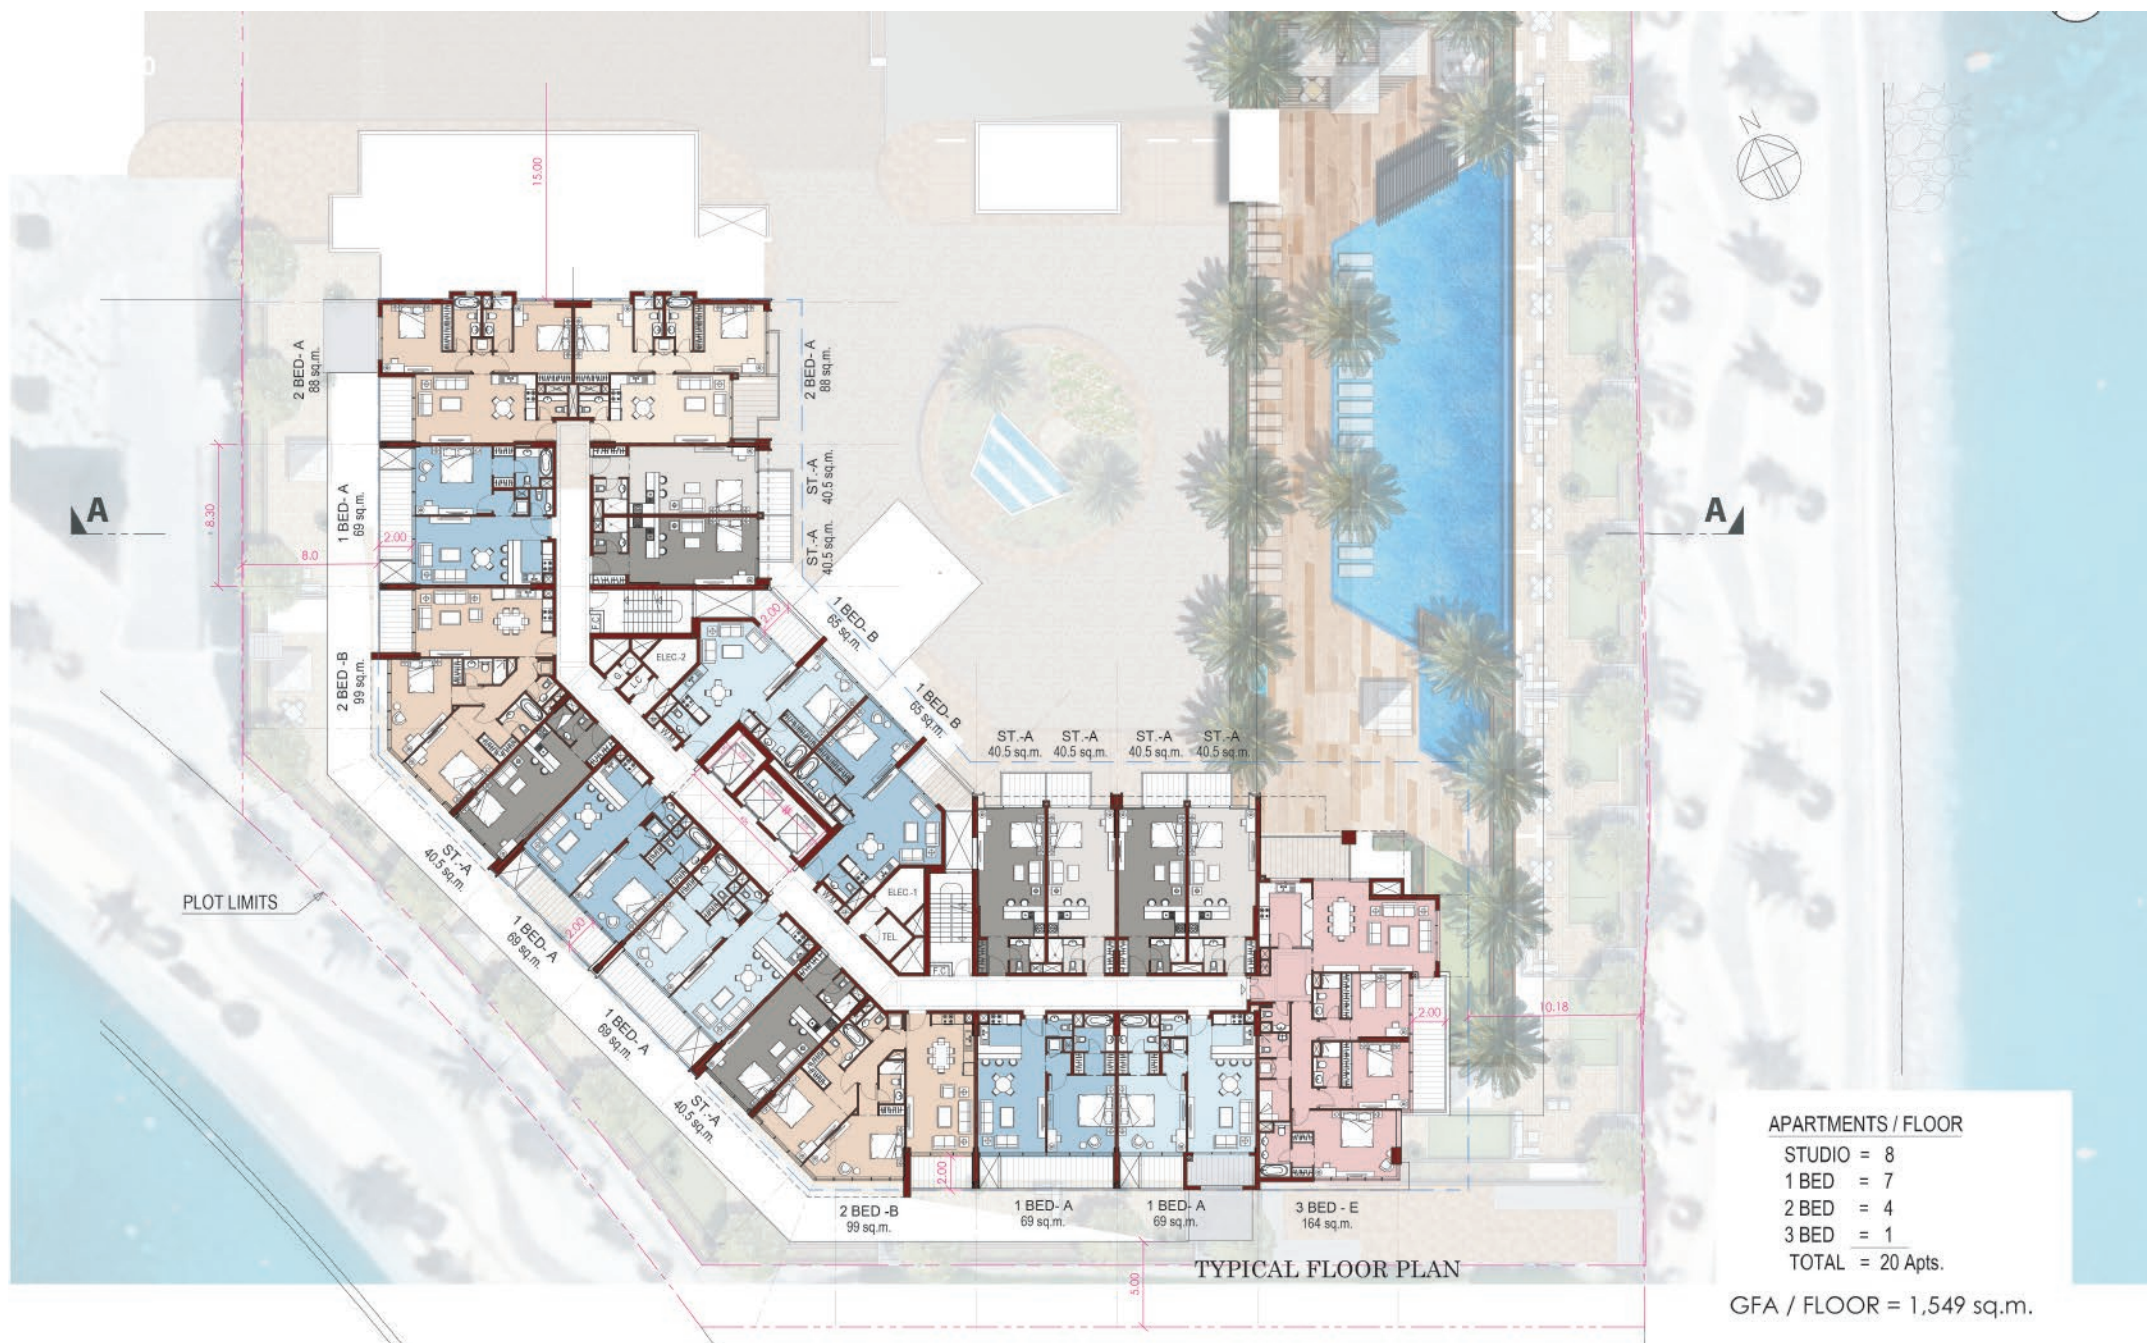 N
15.00
2 BED- A
88 sq.m.
2 BED- A
88 sq.m.
ST.-A
40.5 sq.m.
ST.-A
40.5 sq.m.
1 BED- A
69 sq.m.
A
A
8.30
2.00
8.0
2 BED -B
99 sq.m.
F.C
ELEC.-2
2.00
1 BED- B
65 sq.m.
1 BED- B
65 sq.m.
ST.-A
40.5 sq.m.
ST.-A
40.5 sq.m.
ST.-A
40.5 sq.m.
ST.-A
40.5 sq.m.
ELEC.-1
TEL.
F.C
PLOT LIMITS
ST.-A
40.5 sq.m.
2.00
1 BED- A
69 sq.m.
1 BED- A
69 sq.m.
ST.-A
40.5 sq.m.
2.00
10.18
2.00
2 BED -B
99 sq.m.
1 BED- A
69 sq.m.
1 BED- A
69 sq.m.
3 BED - E
164 sq.m.
5.00
TYPICAL FLOOR PLAN
APARTMENTS / FLOOR
STUDIO = 8
1 BED = 7
2 BED = 4
3 BED = 1
TOTAL = 20 Apts.
GFA / FLOOR = 1,549 sq.m.